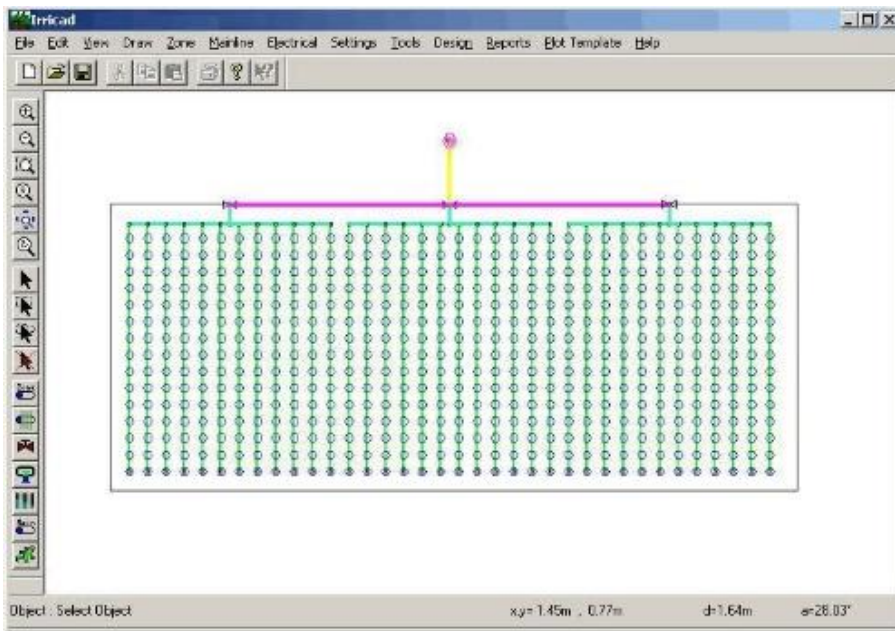 Irricad
File Edit View Draw Zone Mainline Electrical Settings Tools Design Reports Plot Template Help
Object : Select Object x,y= 1.45m , 0.77m d=1.64m a=28.03°